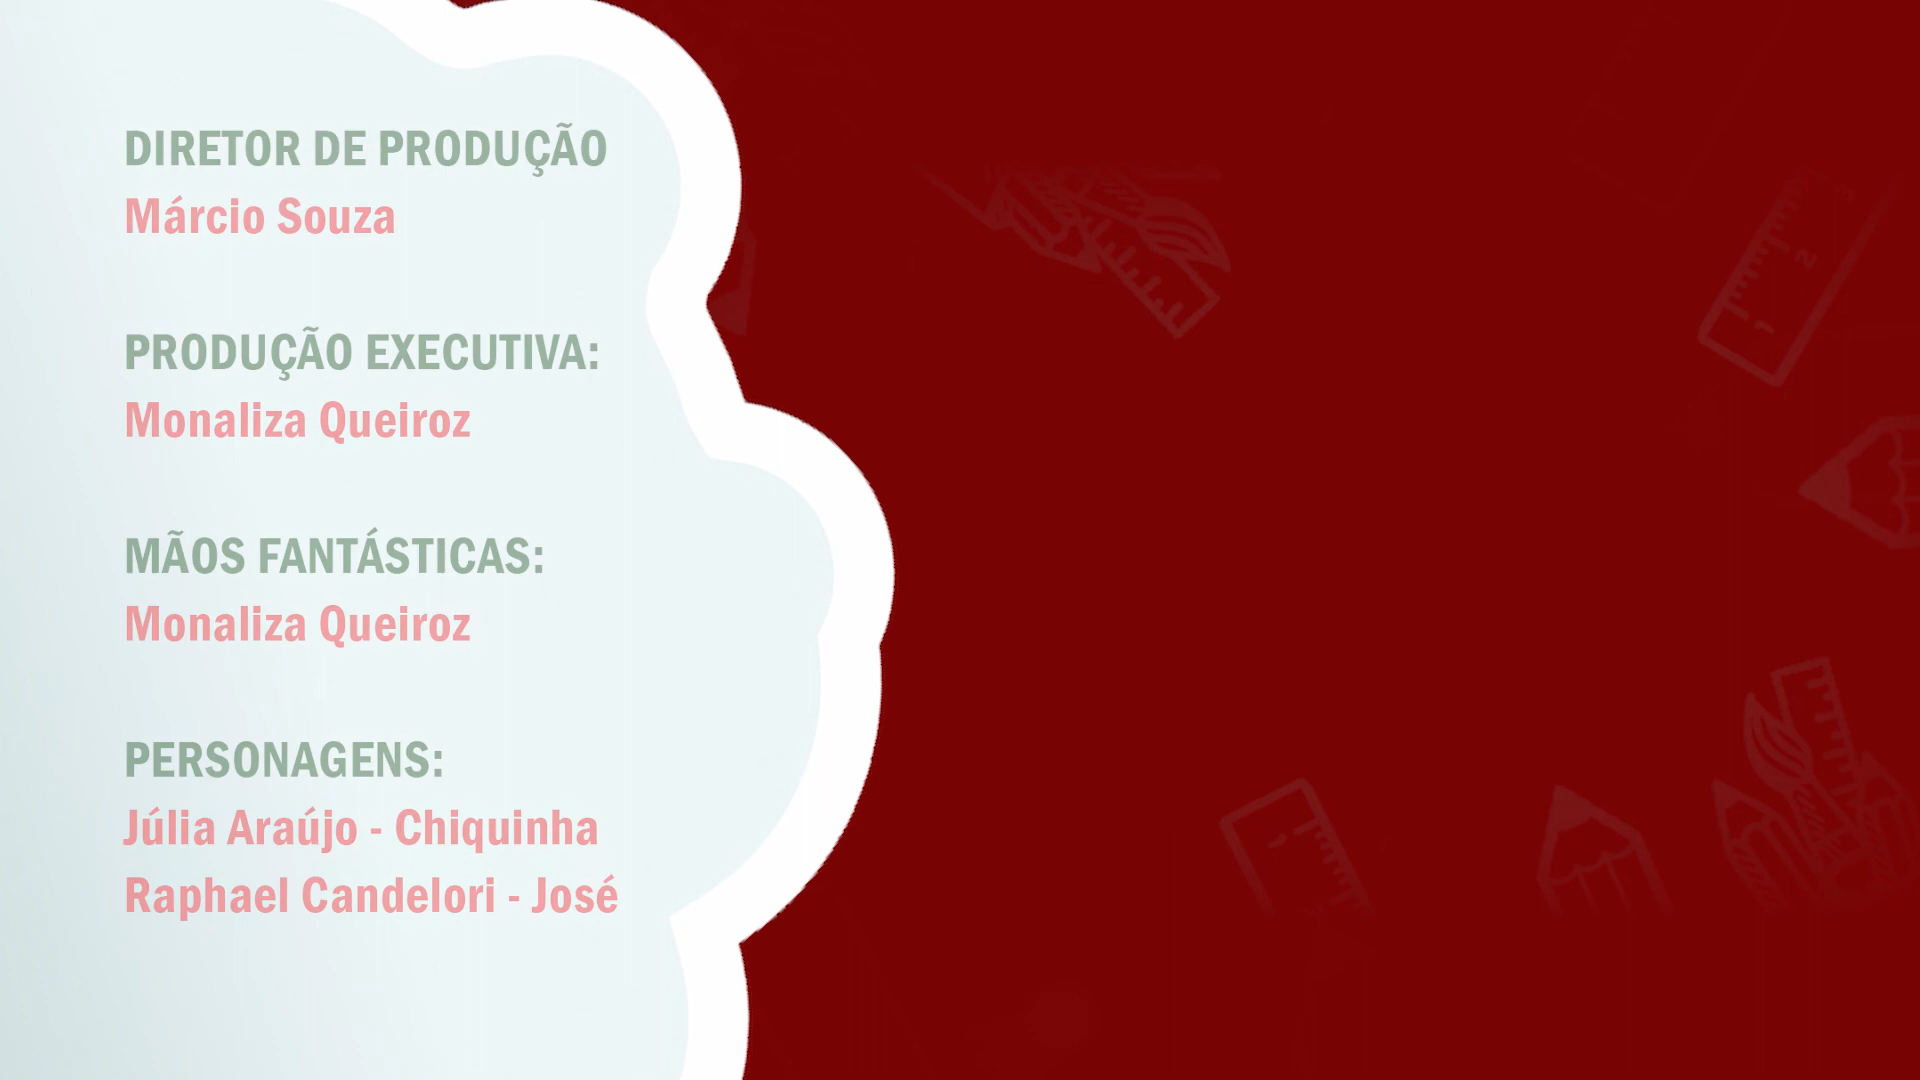 DIRETOR DE PRODUÇÃO
Márcio Souza
PRODUÇÃO EXECUTIVA:
Monaliza Queiroz
MÃOS FANTÁSTICAS:
Monaliza Queiroz
PERSONAGENS:
Júlia Araújo - Chiquinha
Raphael Candelori - José